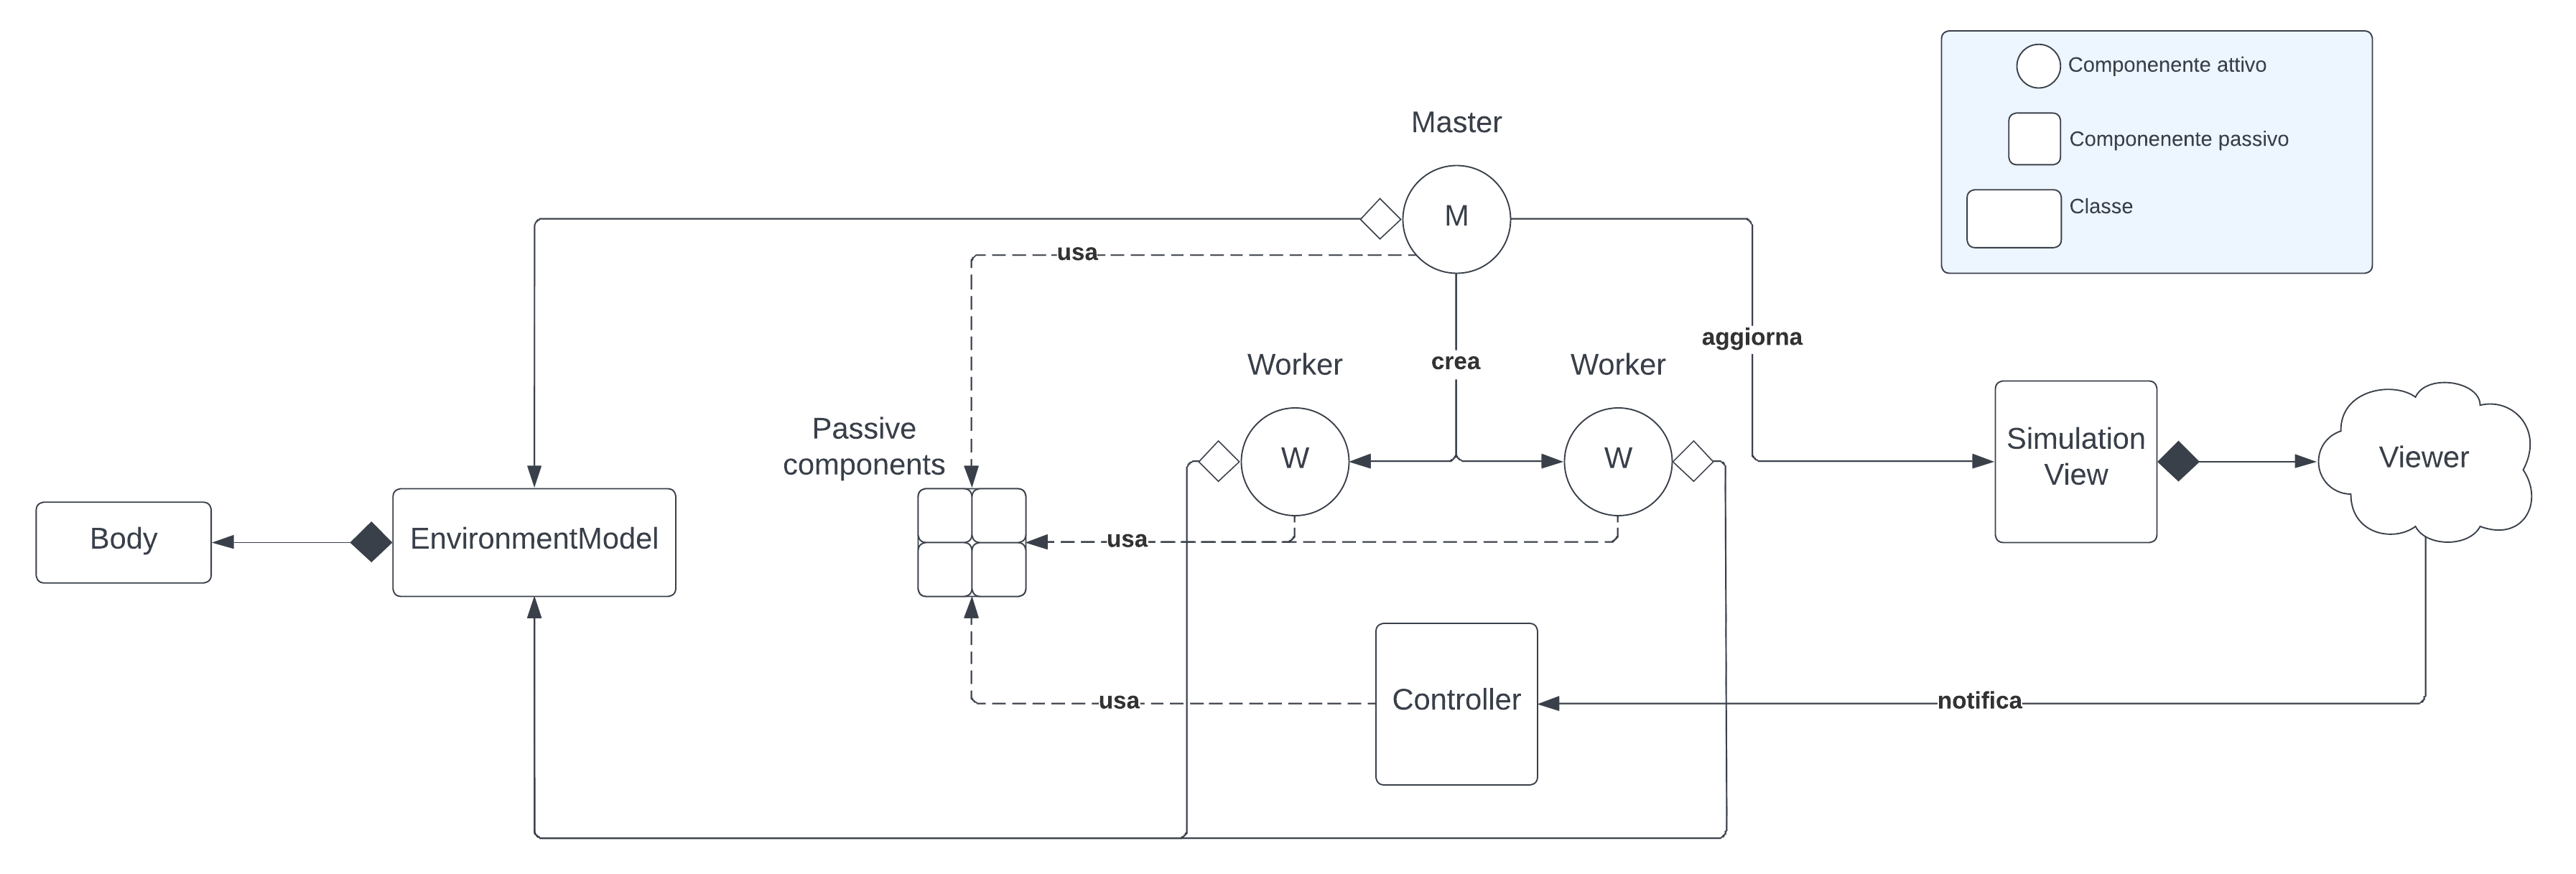 Componenente attivo
Componenente passivo
Classe
Master
M
usa
aggiorna
crea
Worker
Worker
W
W
Passive
components
Simulation
View
Viewer
Body
EnvironmentModel
usa
Controller
usa
notifica